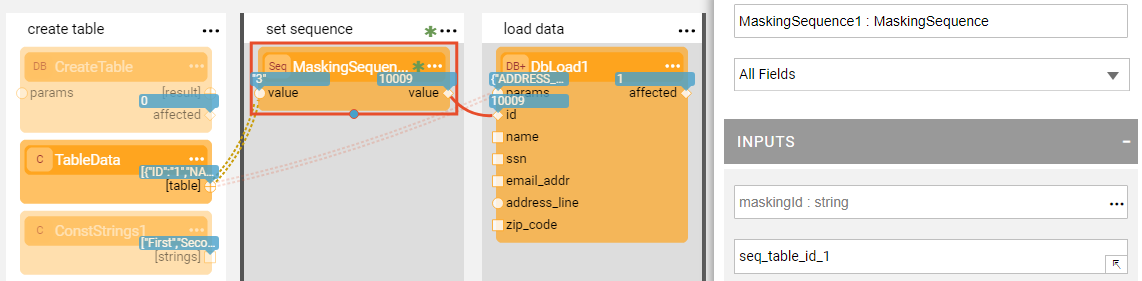 create table
DB CreateTable
params
[result]
0
affected
C TableData
[{"ID":"1","NA...
[table]
C ConstStrings1
["First","Seco...
[strings]
set sequence
Seq MaskingSequen...
"3"
10009
value
value
load data
DB+ DbLoad1
{"ADDRESS_...
1
params
affected
10009
id
name
ssn
email_addr
address_line
zip_code
MaskingSequence1 : MaskingSequence
All Fields
INPUTS
maskingId : string
seq_table_id_1